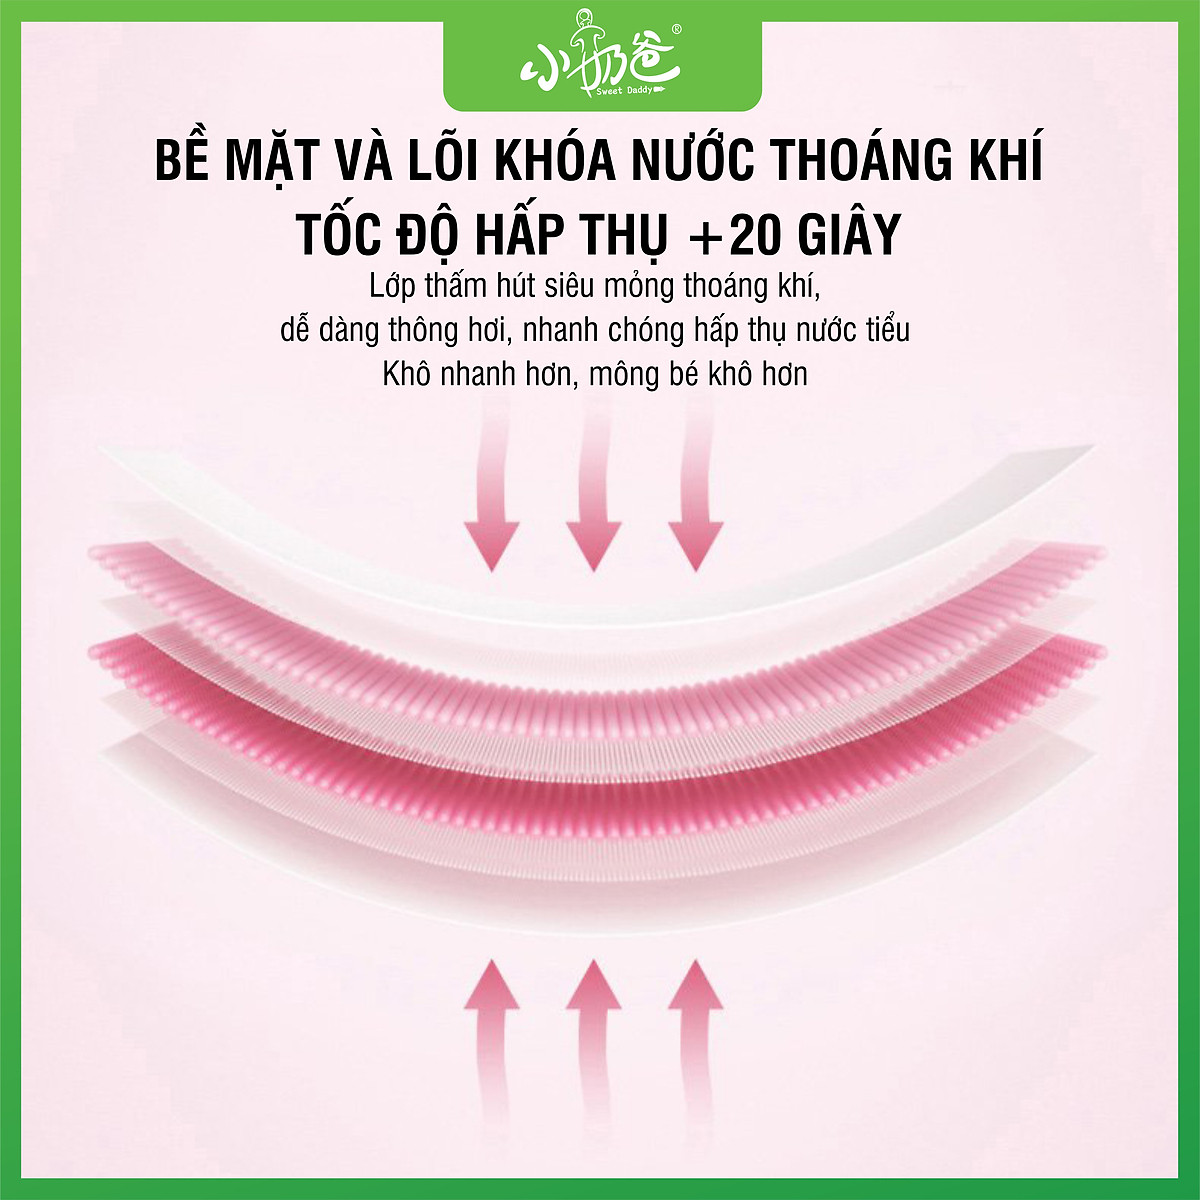 小奶爸®
Sweet Daddy
BỀ MẶT VÀ LÕI KHÓA NƯỚC THOÁNG KHÍ
TỐC ĐỘ HẤP THỤ +20 GIÂY
Lớp thấm hút siêu mỏng thoáng khí,
dễ dàng thông hơi, nhanh chóng hấp thụ nước tiểu
Khô nhanh hơn, mông bé khô hơn